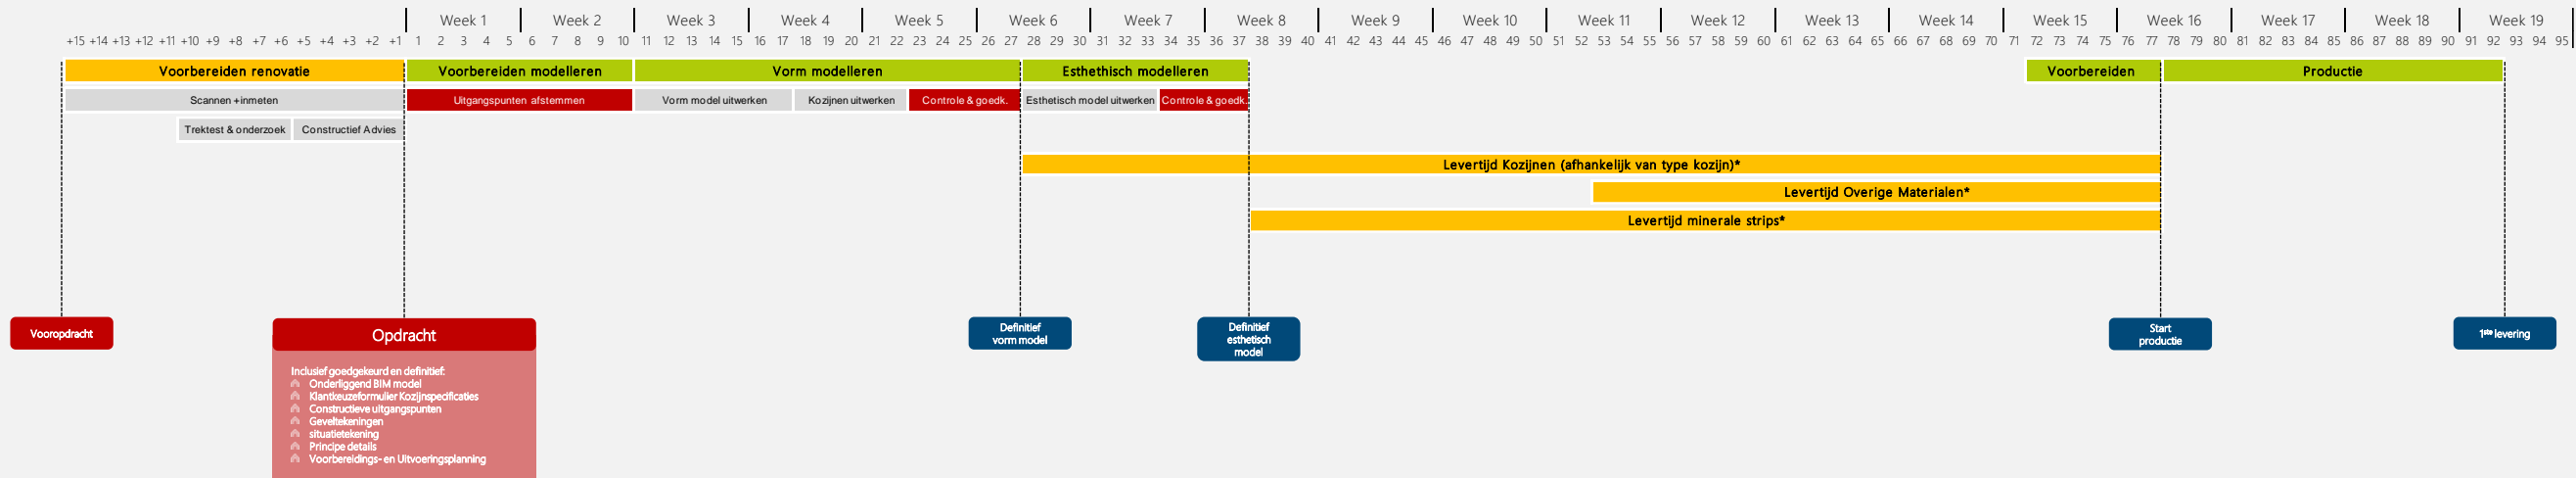 Week 1 Week 2 Week 3 Week 4 Week 5 Week 6 Week 7 Week 8 Week 9 Week 10 Week 11 Week 12 Week 13 Week 14 Week 15 Week 16 Week 17 Week 18 Week 19
+15 +14 +13 +12 +11 +10 +9 +8 +7 +6 +5 +4 +3 +2 +1 1 2 3 4 5 6 7 8 9 10 11 12 13 14 15 16 17 18 19 20 21 22 23 24 25 26 27 28 29 30 31 32 33 34 35 36 37 38 39 40 41 42 43 44 45 46 47 48 49 50 51 52 53 54 55 56 57 58 59 60 61 62 63 64 65 66 67 68 69 70 71 72 73 74 75 76 77 78 79 80 81 82 83 84 85 86 87 88 89 90 91 92 93 94 95
Voorbereiden renovatie Voorbereiden modelleren Vorm modelleren Esthethisch modelleren Voorbereiden Productie
Scannen +inmeten Uitgangspunten afstemmen Vorm model uitwerken Kozijnen uitwerken Controle & goedk. Esthetisch model uitwerken Controle & goedk.
Trektest & onderzoek Constructief Advies
Levertijd Kozijnen (afhankelijk van type kozijn)*
Levertijd Overige Materialen*
Levertijd minerale strips*
Vooropdracht
Opdracht
Inclusief goedgekeurd en definitief:
Onderliggend BIM model
Klantkeuzeformulier Kozijnspecificaties
Constructieve uitgangspunten
Geveltekeningen
situatietekening
Principe details
Voorbereidings- en Uitvoeringsplanning
Definitief
vorm model
Definitief
esthetisch
model
Start
productie
1ste levering